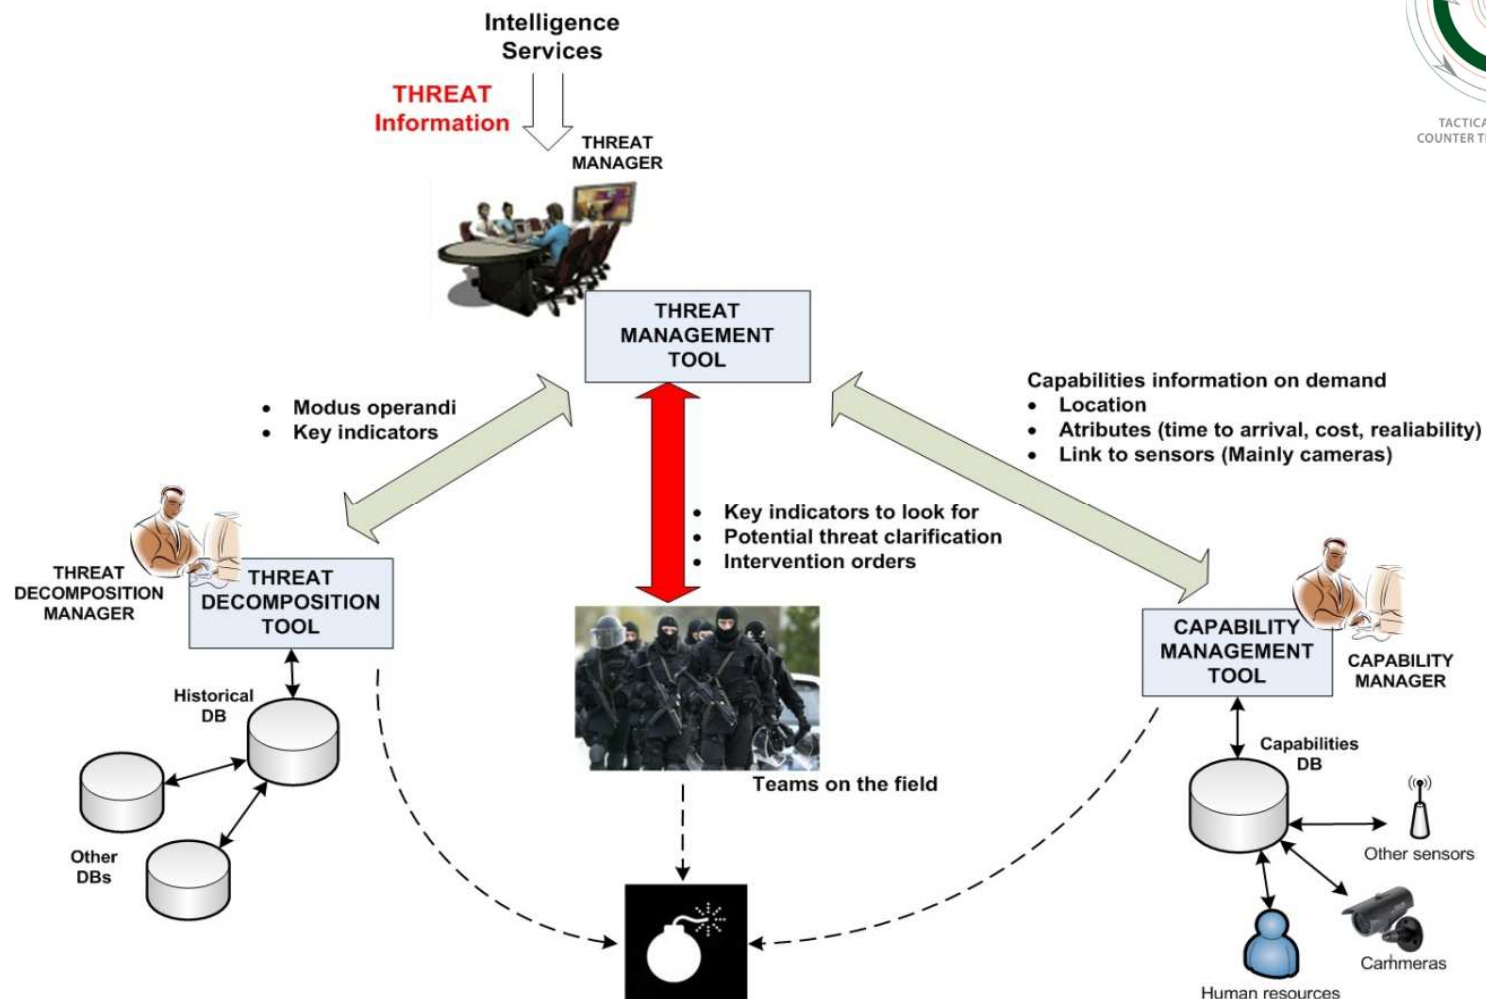 Intelligence
Services
THREAT
Information
THREAT
MANAGER
TACTICA
COUNTER T
THREAT
MANAGEMENT
TOOL
• Modus operandi
• Key indicators
Capabilities information on demand
• Location
• Atributes (time to arrival, cost, realiability)
• Link to sensors (Mainly cameras)
• Key indicators to look for
• Potential threat clarification
• Intervention orders
THREAT
DECOMPOSITION
MANAGER
THREAT
DECOMPOSITION
TOOL
CAPABILITY
MANAGEMENT
TOOL
CAPABILITY
MANAGER
Historical
DB
Other
DBs
Teams on the field
Capabilities
DB
Other sensors
Cammeras
Human resources